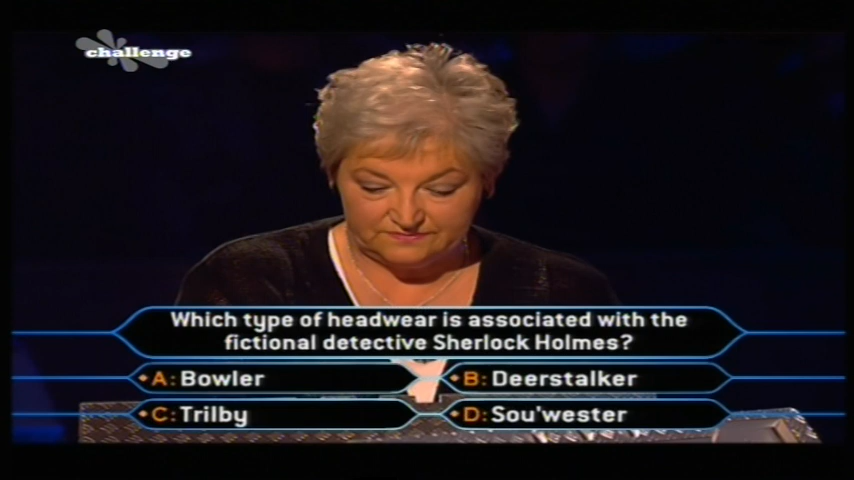 challenge
Which type of headwear is associated with the
fictional detective Sherlock Holmes?
A: Bowler
B: Deerstalker
C: Trilby
D: Sou'wester